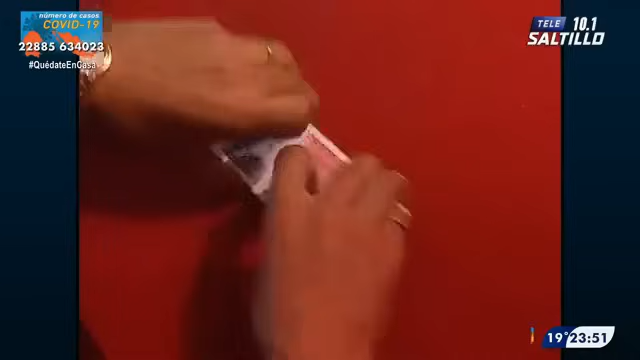 número de casos
COVID-19
22885 634023
#QuédateEnCasa
TELE 10.1
SALTILLO
19°23:51